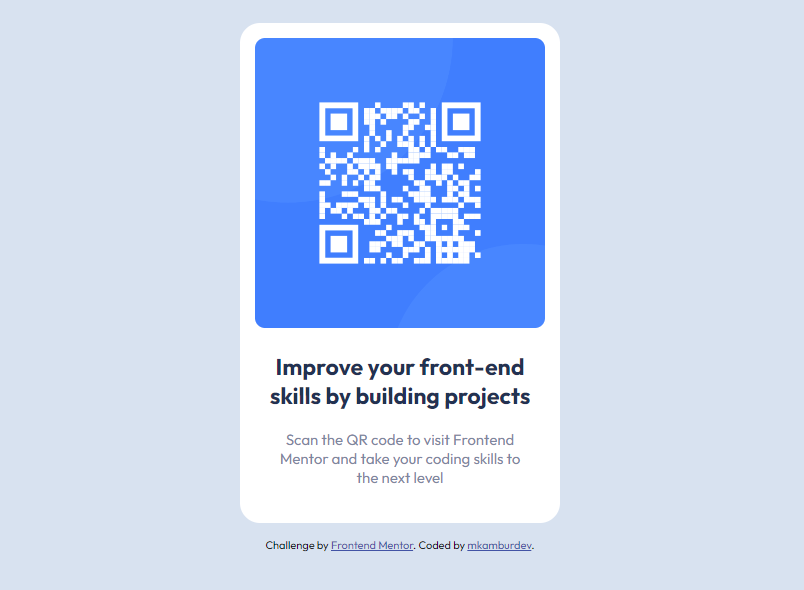 Improve your front-end
skills by building projects
Scan the QR code to visit Frontend
Mentor and take your coding skills to
the next level
Challenge by Frontend Mentor. Coded by mkamburdev.